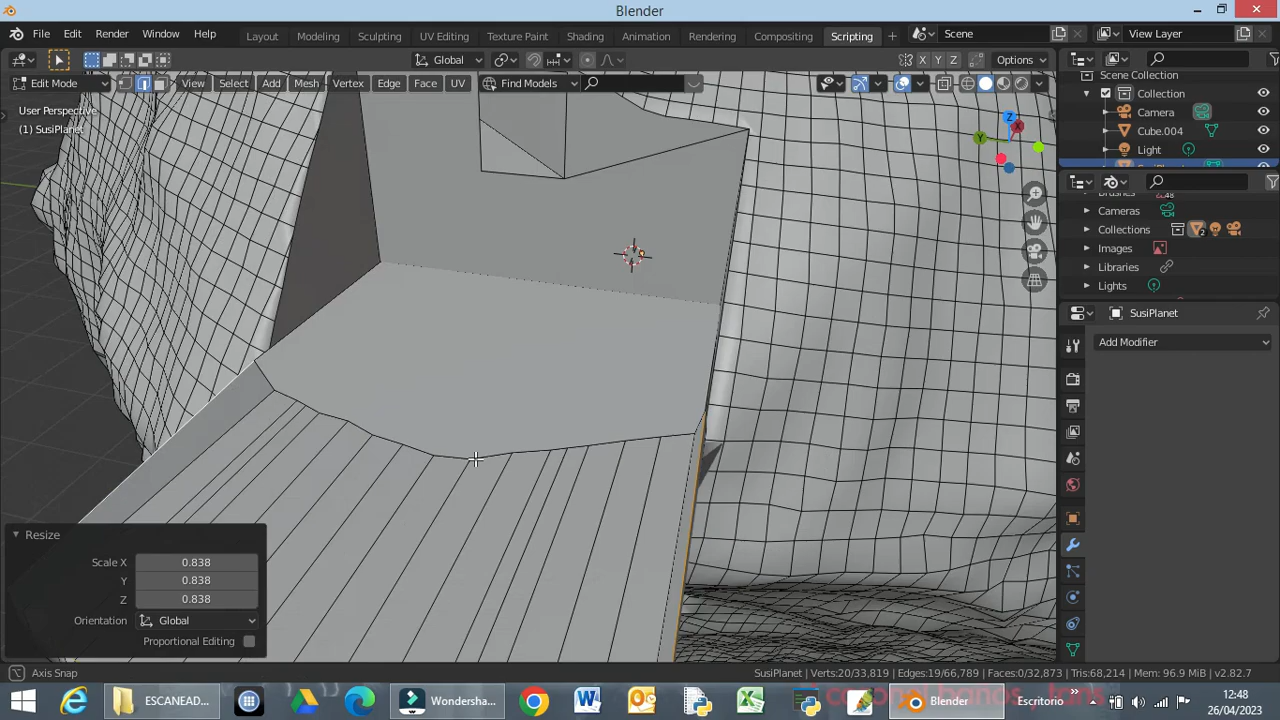 Blender
File Edit Render Window Help Layout Modeling Sculpting UV Editing Texture Paint Shading Animation Rendering Compositing Scripting + Scene View Layer
Global X Y Z Options
Edit Mode View Select Add Mesh Vertex Edge Face UV Find Models
User Perspective
(1) SusiPlanet
Z
X
Y
Scene Collection
Collection
Camera
Cube.004
Light
Cameras
Collections 2
Images
Libraries
Lights
SusiPlanet
Add Modifier
Resize
Scale X 0.838
Y 0.838
Z 0.838
Orientation Global
Proportional Editing
Axis Snap SusiPlanet | Verts:20/33,819 | Edges:19/66,789 | Faces:0/32,873 | Tris:68,214 | Mem: 96.9 MiB | v2.82.7
ESCANEAD... Wondersha... Blender Escritorio 12:48
26/04/2023